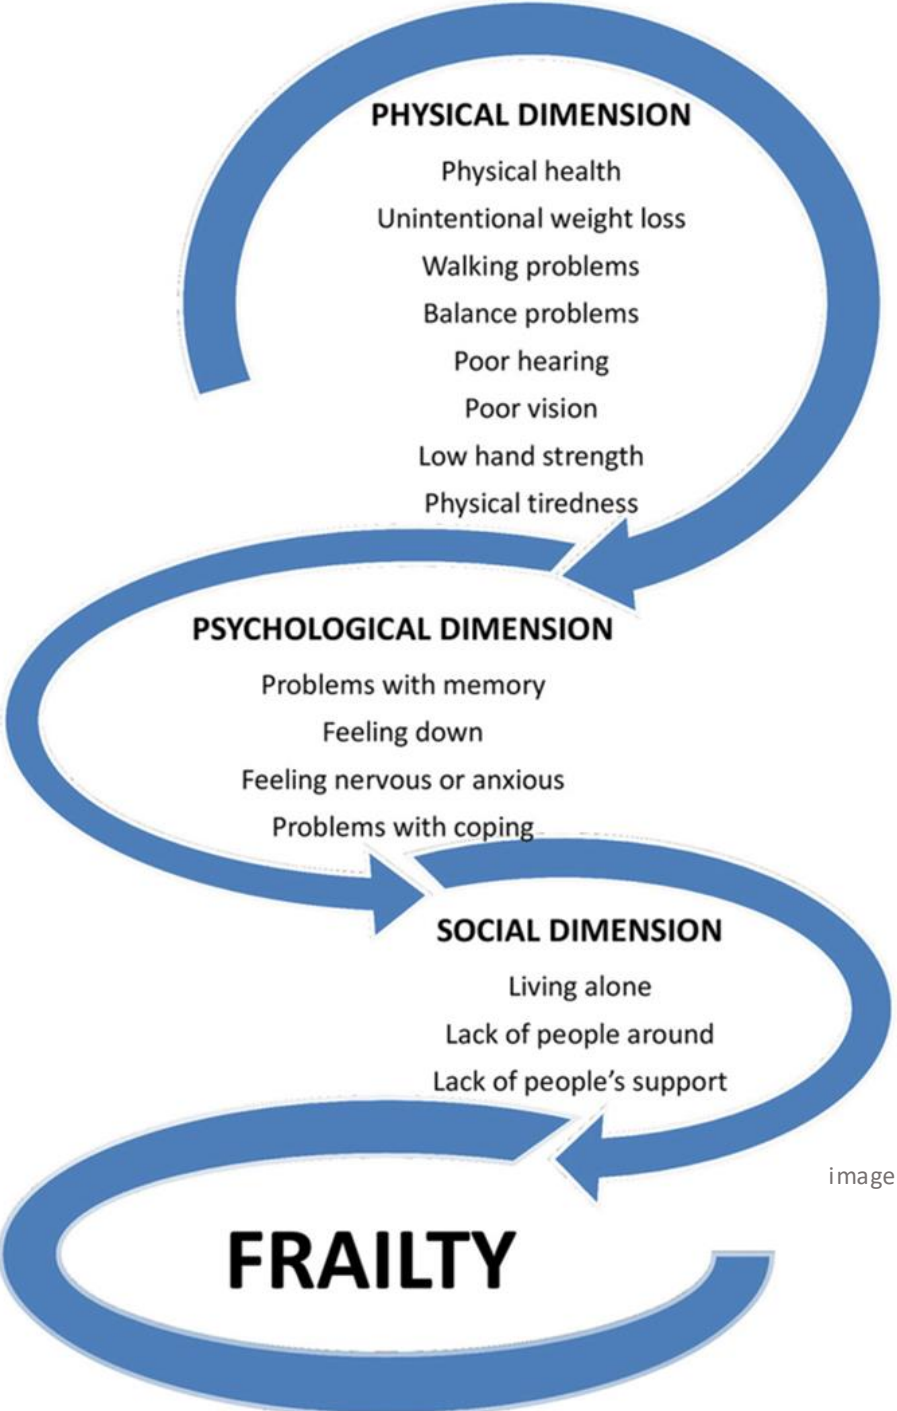 PHYSICAL DIMENSION
Physical health
Unintentional weight loss
Walking problems
Balance problems
Poor hearing
Poor vision
Low hand strength
Physical tiredness
PSYCHOLOGICAL DIMENSION
Problems with memory
Feeling down
Feeling nervous or anxious
Problems with coping
SOCIAL DIMENSION
Living alone
Lack of people around
Lack of people’s support
image
FRAILTY